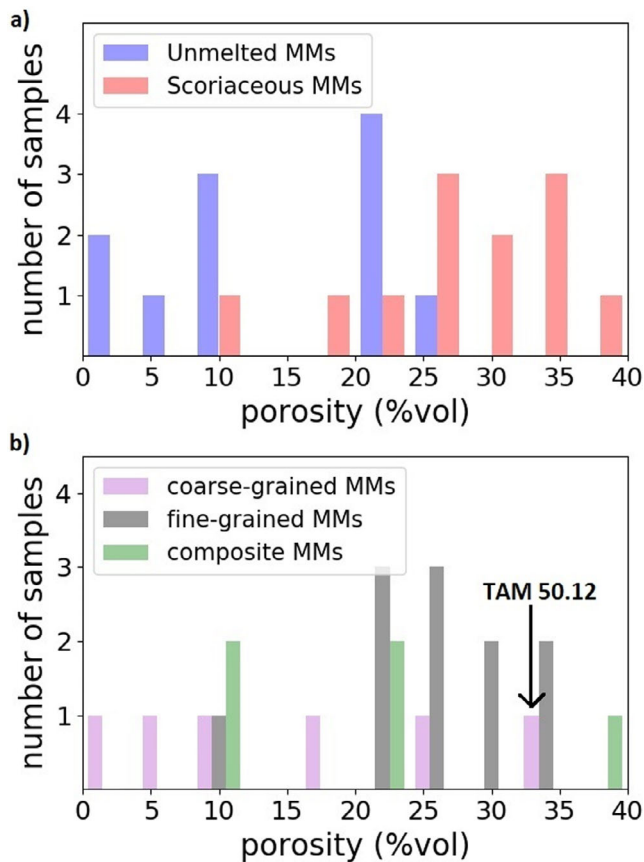 a)
Unmelted MMs
Scoriaceous MMs
4
3
2
1
number of samples
0 5 10 15 20 25 30 35 40
porosity (%vol)
b)
coarse-grained MMs
fine-grained MMs
composite MMs
TAM 50.12
4
3
2
1
number of samples
0 5 10 15 20 25 30 35 40
porosity (%vol)